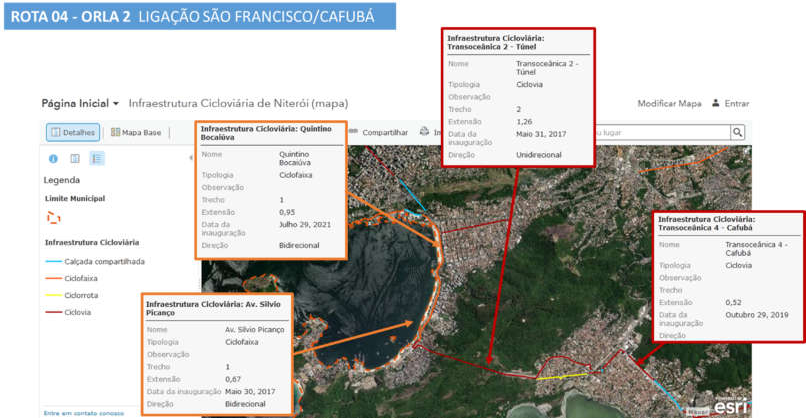 ROTA 04 - ORLA 2 LIGAÇÃO SÃO FRANCISCO/CAFUBÁ
Infraestrutura Cicloviária:
Transoceânica 2 - Túnel
Nome Transoceânica 2 -
Túnel
Tipologia Ciclovia
Observação
Trecho 2
Extensão 1,26
Data da Maio 31, 2017
inauguração
Direção Unidirecional
Página Inicial Infraestrutura Cicloviária de Niterói (mapa)
Modificar Mapa Entrar
Detalhes Mapa Base
Compartilhar
lugar
Infraestrutura Cicloviária: Quintino
Bocaiúva
Nome Quintino
Bocaiúva
Tipologia Ciclofaixa
Observação
Trecho 1
Extensão 0,95
Data da Julho 29, 2021
inauguração
Direção Bidirecional
Legenda
Limite Municipal
Infraestrutura Cicloviária
Calçada compartilhada
Ciclofaixa
Ciclorrota
Ciclovia
Infraestrutura Cicloviária:
Transoceânica 4 - Cafubá
Nome Transoceânica 4 -
Cafubá
Tipologia Ciclovia
Observação
Trecho
Extensão 0,52
Data da Outubro 29, 2019
inauguração
Direção
Infraestrutura Cicloviária: Av. Silvio
Picanço
Nome Av. Silvio Picanço
Tipologia Ciclofaixa
Observação
Trecho 1
Extensão 0,67
Data da inauguração Maio 30, 2017
Direção Bidirecional
Entre em contato conosco
esri